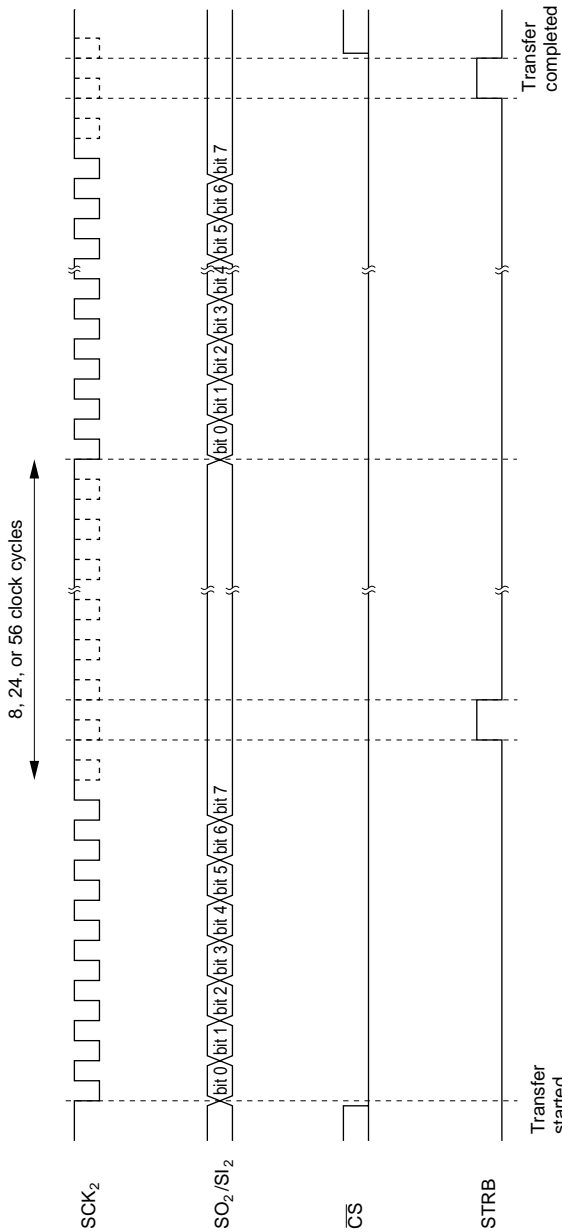 8, 24, or 56 clock cycles
SCK₂
SO₂/SI₂
bit 0 bit 1 bit 2 bit 3 bit 4 bit 5 bit 6 bit 7
bit 0 bit 1 bit 2 bit 3 bit 4 bit 5 bit 6 bit 7
C̅S̅
STRB
Transfer
started
Transfer
completed